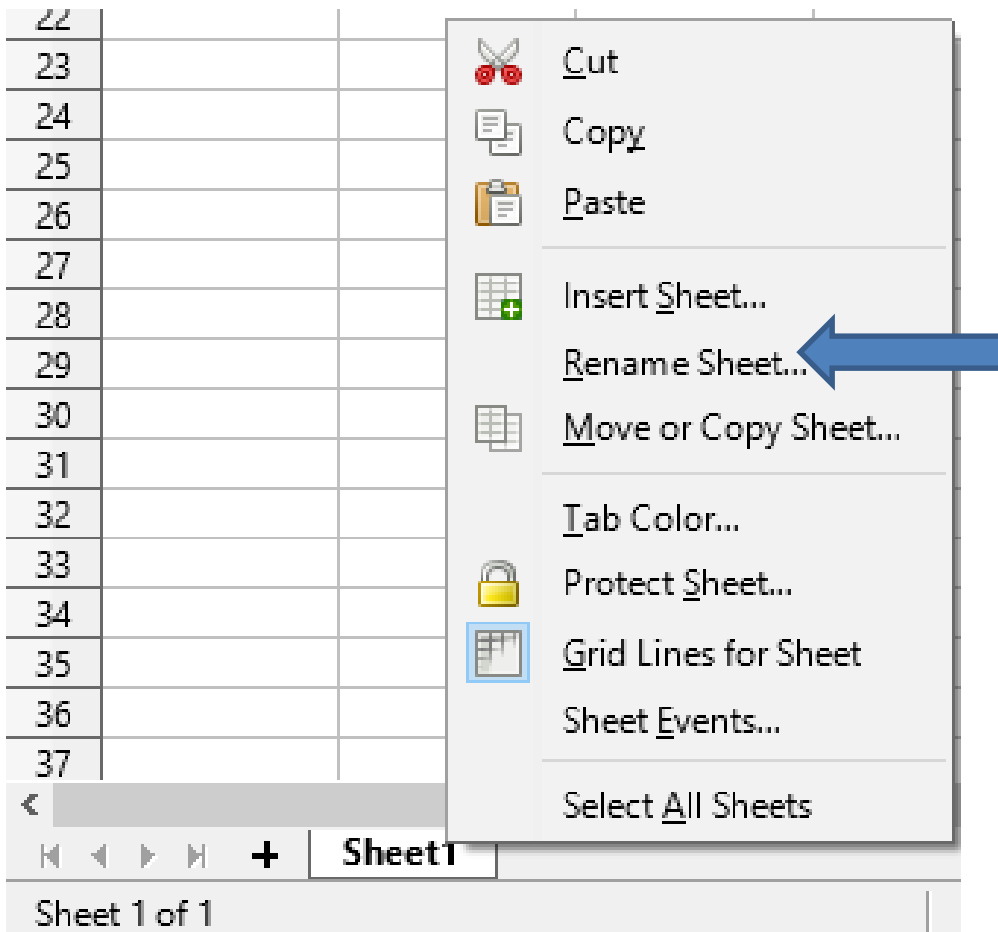 22
23
24
25
26
27
28
29
30
31
32
33
34
35
36
37
Cut
Copy
Paste
Insert Sheet...
Rename Sheet...
Move or Copy Sheet...
Tab Color...
Protect Sheet...
Grid Lines for Sheet
Sheet Events...
Select All Sheets
Sheet1
Sheet 1 of 1